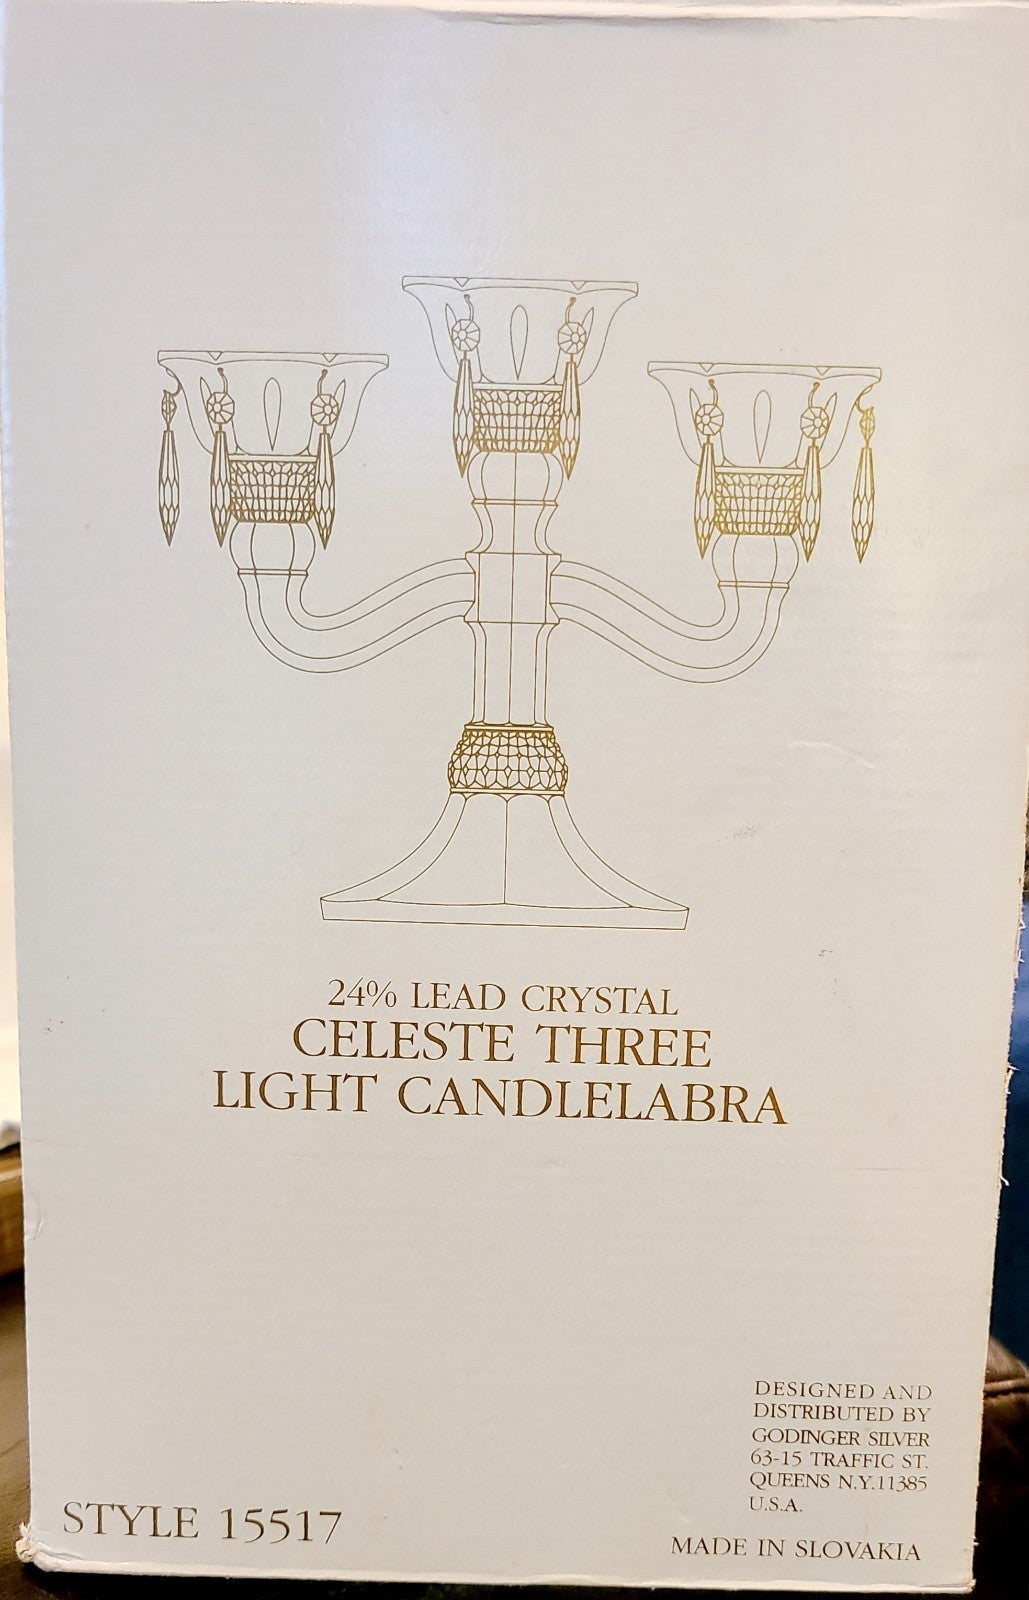 24% LEAD CRYSTAL
CELESTE THREE
LIGHT CANDLELABRA
DESIGNED AND
DISTRIBUTED BY
GODINGER SILVER
63-15 TRAFFIC ST.
QUEENS N.Y.11385
U.S.A.
STYLE 15517
MADE IN SLOVAKIA